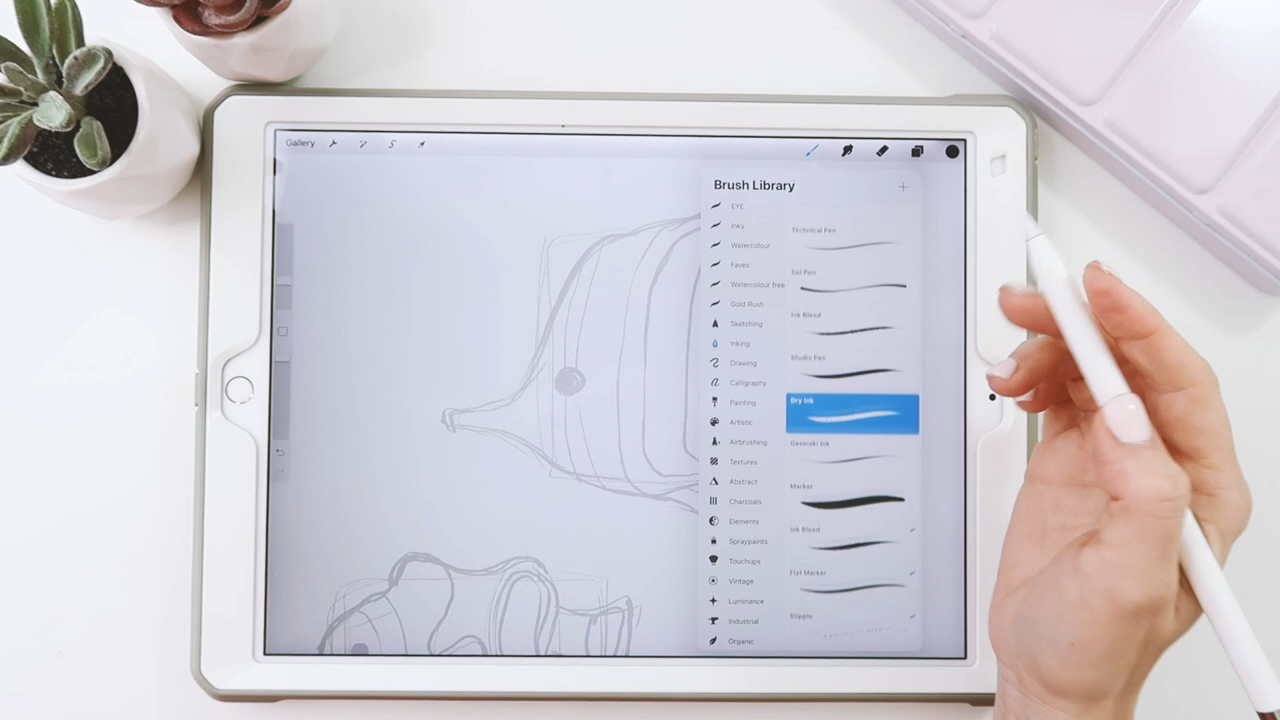 Gallery
Brush Library
EYE
Inky
Watercolour
Faves
Watercolour free
Gold Rush
Sketching
Inking
Drawing
Calligraphy
Painting
Artistic
Airbrushing
Textures
Abstract
Charcoals
Elements
Spraypaints
Touchups
Vintage
Luminance
Industrial
Organic
Technical Pen
Gel Pen
Ink Bleed
Studio Pen
Dry Ink
Gesinski Ink
Marker
Ink Bleed
Flat Marker
Stipple